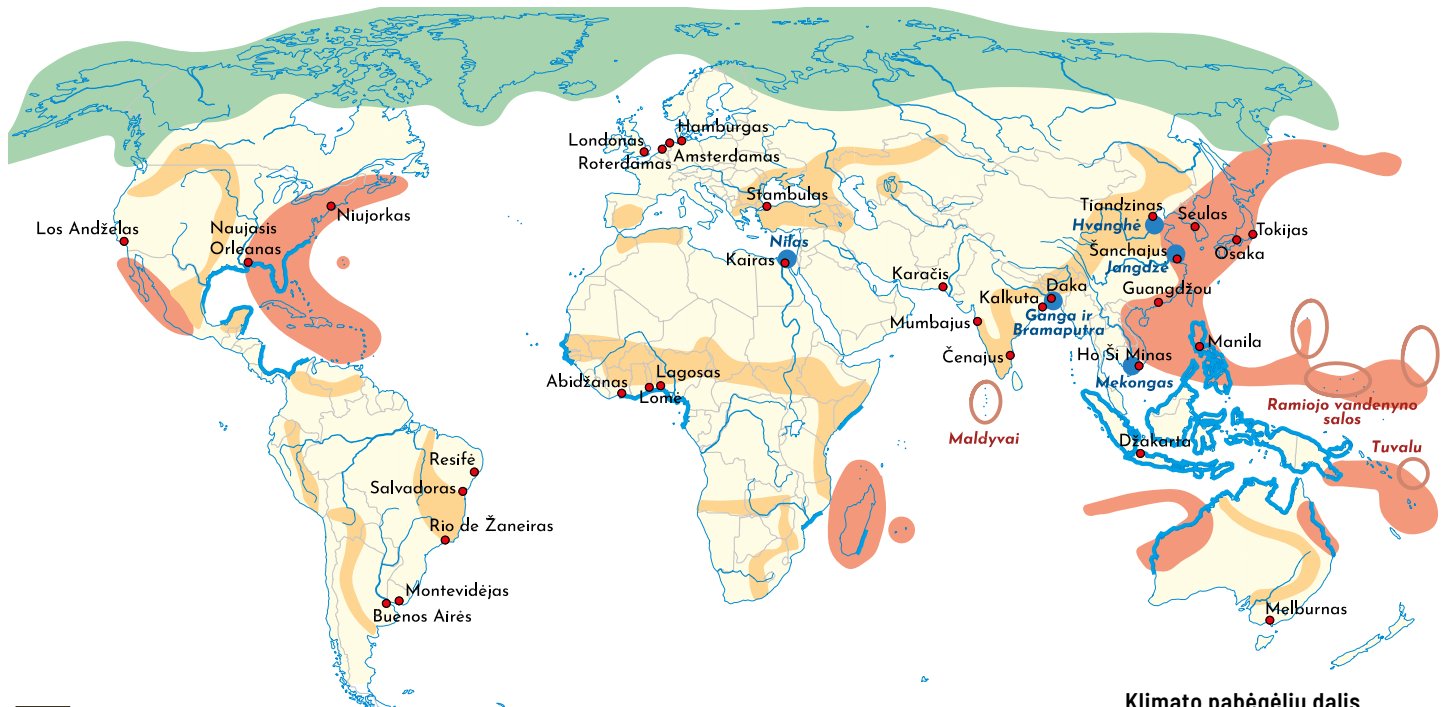 Hamburgas
Londonas
Roterdamas
Amsterdamas
Stambulas
Niujorkas
Los Andželas
Naujasis
Orleanas
Tiandzinas
Hvanghė
Seulas
Tokijas
Osaka
Šanchajus
Jangdzė
Nilas
Kairas
Karačis
Daka
Kalkuta
Guangdžou
Ganga ir
Bramaputra
Mumbajus
Čenajus
Ho Ši Minas
Manila
Mekongas
Abidžanas
Lagosas
Lomė
Ramiojo vandenyno
salos
Maldyvai
Džakarta
Tuvalu
Resifė
Salvadoras
Rio de Žaneiras
Montevidėjas
Buenos Airės
Melburnas
Klimato pabėgėlių dalis